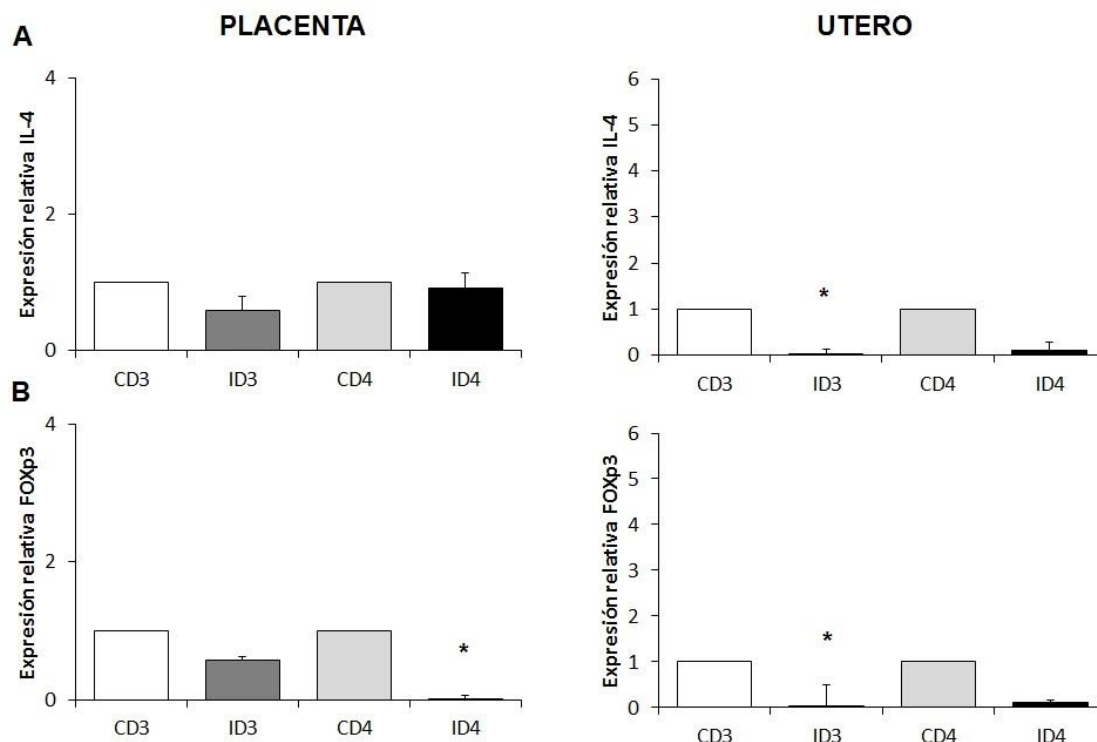 PLACENTA
UTERO
A
Expresión relativa IL-4
4
2
0
CD3 ID3 CD4 ID4
Expresión relativa IL-4
6
5
4
3
2
1
0
*
CD3 ID3 CD4 ID4
B
Expresión relativa FOXp3
4
2
0
*
CD3 ID3 CD4 ID4
Expresión relativa FOXp3
6
5
4
3
2
1
0
*
CD3 ID3 CD4 ID4